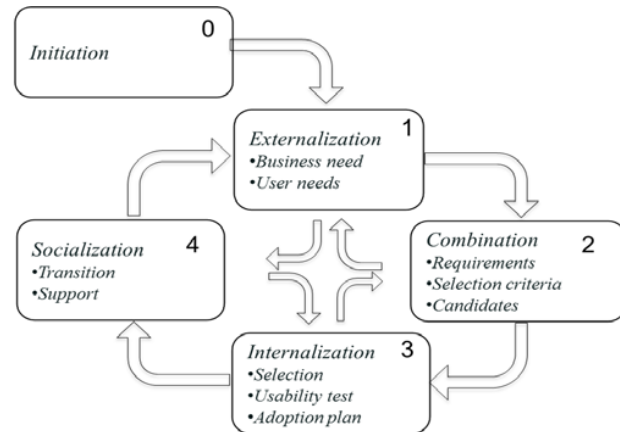 0
Initiation
Externalization 1
•Business need
•User needs
Socialization 4
•Transition
•Support
Combination 2
•Requirements
•Selection criteria
•Candidates
Internalization 3
•Selection
•Usability test
•Adoption plan